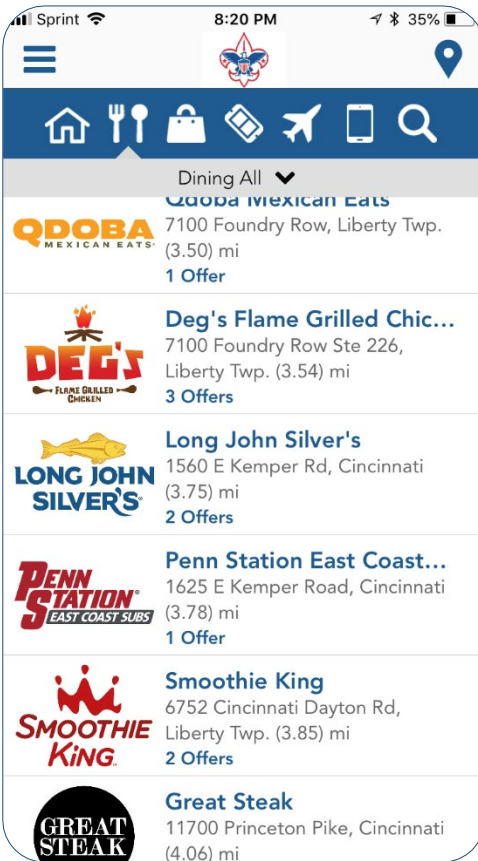 Sprint 8:20 PM 35%
Dining All
Qdoba Mexican Eats
QDOBA
MEXICAN EATS
7100 Foundry Row, Liberty Twp.
(3.50) mi
1 Offer
DEG'S
FLAME GRILLED
CHICKEN
Deg's Flame Grilled Chic...
7100 Foundry Row Ste 226,
Liberty Twp. (3.54) mi
3 Offers
LONG JOHN
SILVER'S
Long John Silver's
1560 E Kemper Rd, Cincinnati
(3.75) mi
2 Offers
PENN
STATION
EAST COAST SUBS
Penn Station East Coast...
1625 E Kemper Road, Cincinnati
(3.78) mi
1 Offer
SMOOTHIE
KiNG
Smoothie King
6752 Cincinnati Dayton Rd,
Liberty Twp. (3.85) mi
2 Offers
GREAT
STEAK
Great Steak
11700 Princeton Pike, Cincinnati
(4.06) mi